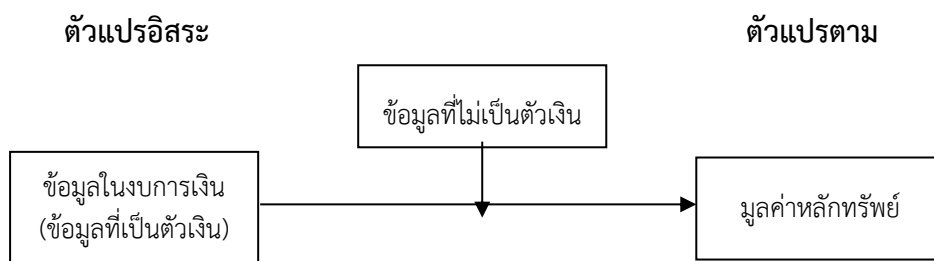 ตัวแปรอิสระ
ตัวแปรตาม
ข้อมูลที่ไม่เป็นตัวเงิน
ข้อมูลในงบการเงิน
(ข้อมูลที่เป็นตัวเงิน)
มูลค่าหลักทรัพย์